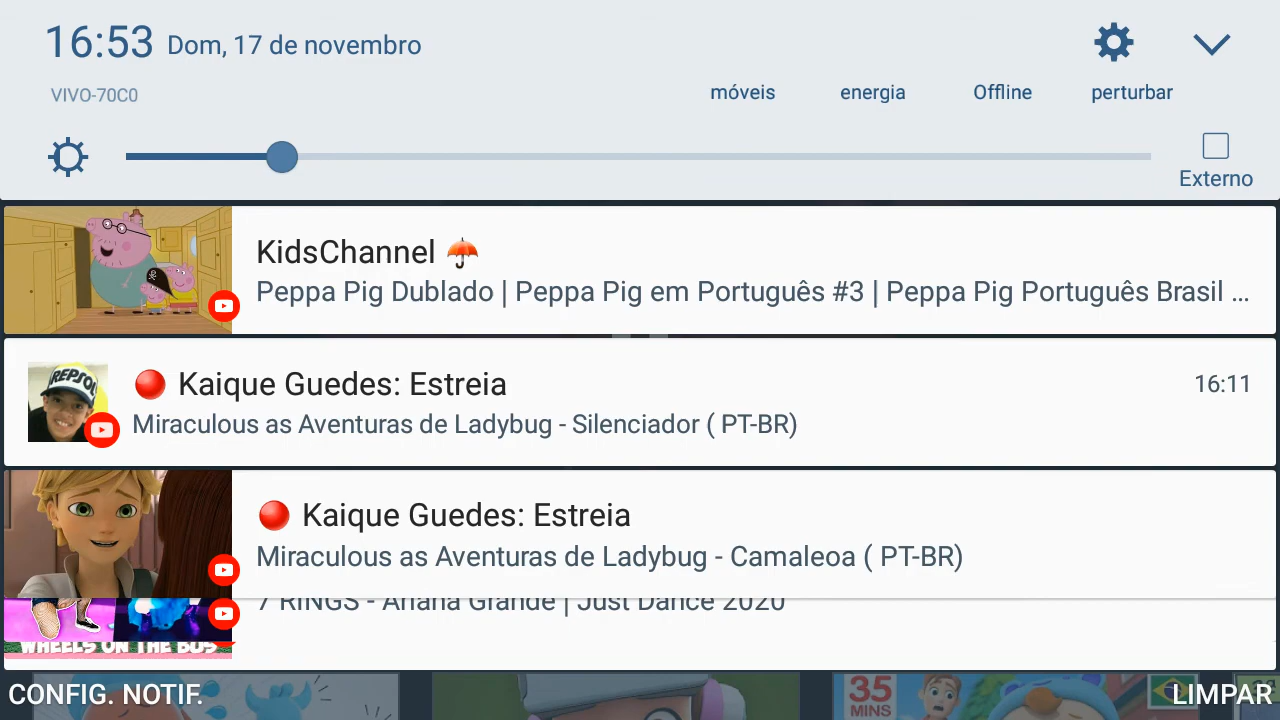 16:53 Dom, 17 de novembro
VIVO-70C0
móveis energia Offline perturbar
Externo
KidsChannel ☂
Peppa Pig Dublado | Peppa Pig em Português #3 | Peppa Pig Português Brasil ...
REPSOL
🔴 Kaique Guedes: Estreia 16:11
Miraculous as Aventuras de Ladybug - Silenciador ( PT-BR)
🔴 Kaique Guedes: Estreia
Miraculous as Aventuras de Ladybug - Camaleoa ( PT-BR)
7 RINGS - Ariana Grande | Just Dance 2020
WHEELS ON THE BUS
CONFIG. NOTIF.
35
MINS
LIMPAR